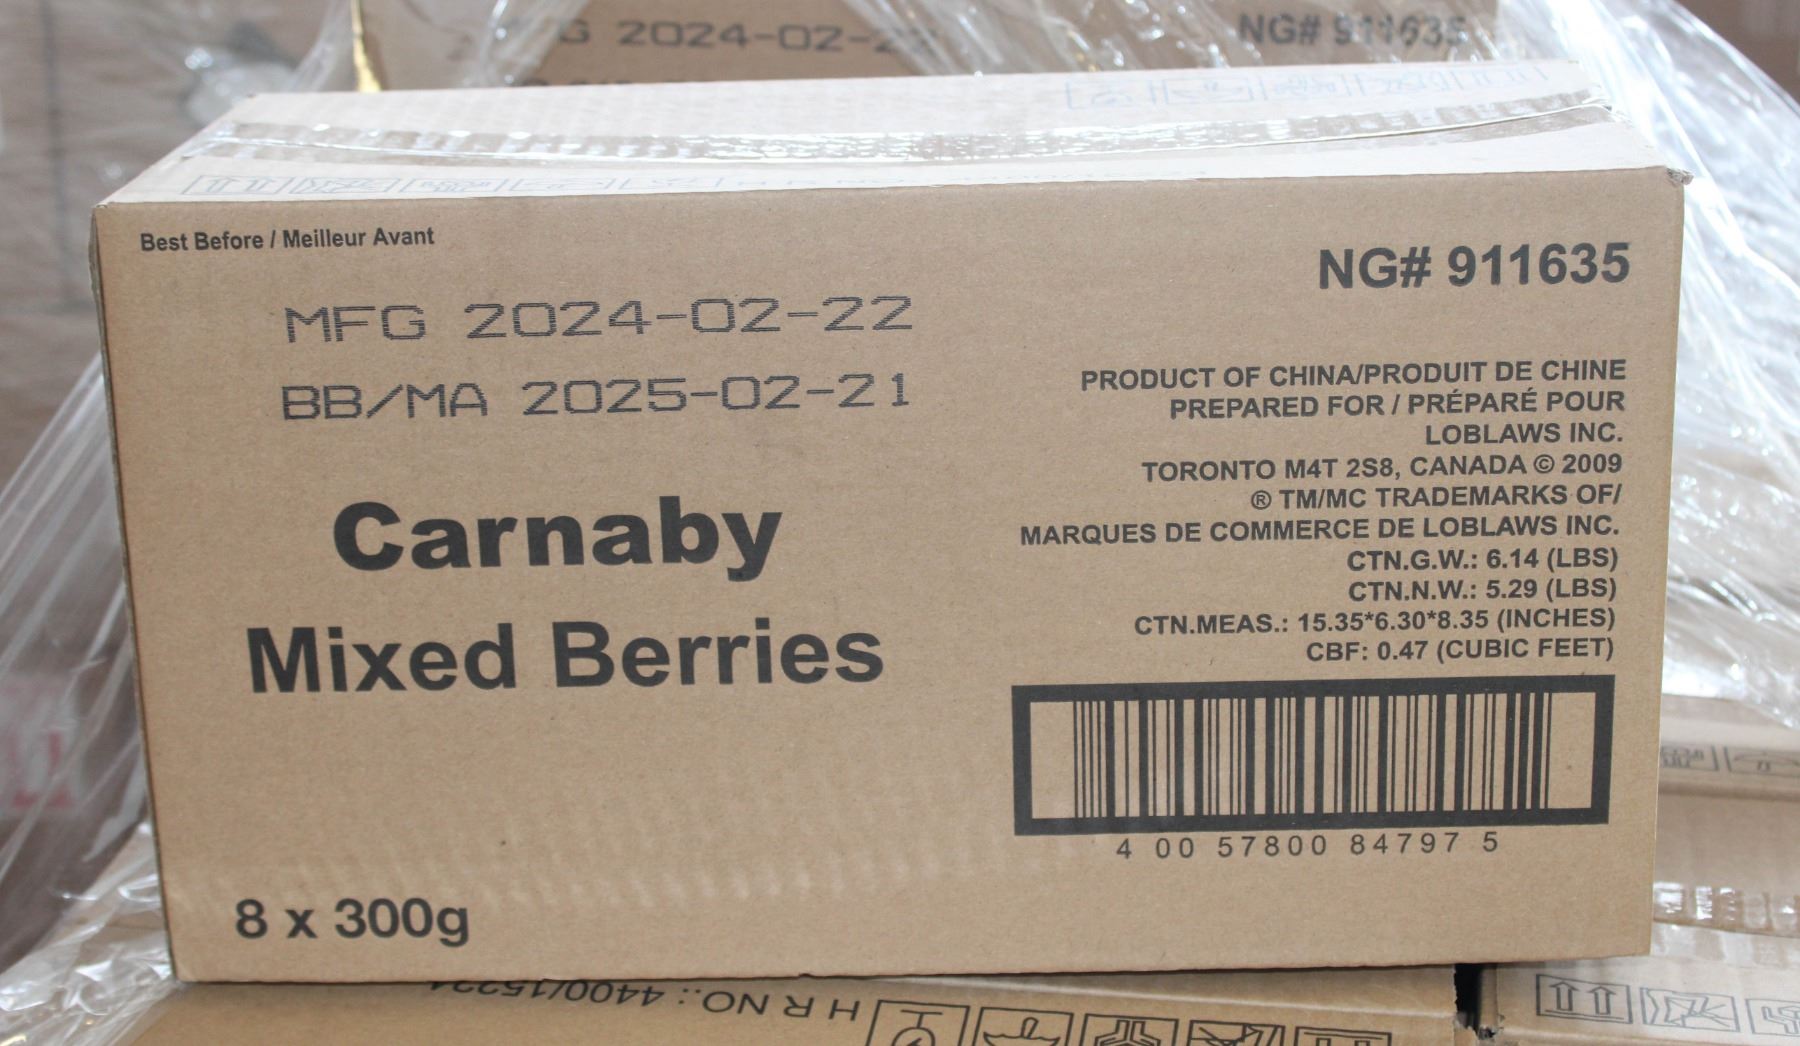 G 2024-02-22
NG# 911635
Best Before / Meilleur Avant
MFG 2024-02-22
BB/MA 2025-02-21
Carnaby
Mixed Berries
8 x 300g
NG# 911635
PRODUCT OF CHINA/PRODUIT DE CHINE
PREPARED FOR / PRÉPARÉ POUR
LOBLAWS INC.
TORONTO M4T 2S8, CANADA © 2009
® TM/MC TRADEMARKS OF/
MARQUES DE COMMERCE DE LOBLAWS INC.
CTN.G.W.: 6.14 (LBS)
CTN.N.W.: 5.29 (LBS)
CTN.MEAS.: 15.35*6.30*8.35 (INCHES)
CBF: 0.47 (CUBIC FEET)
4 00 57800 84797 5
H R NO.: 4400/15224